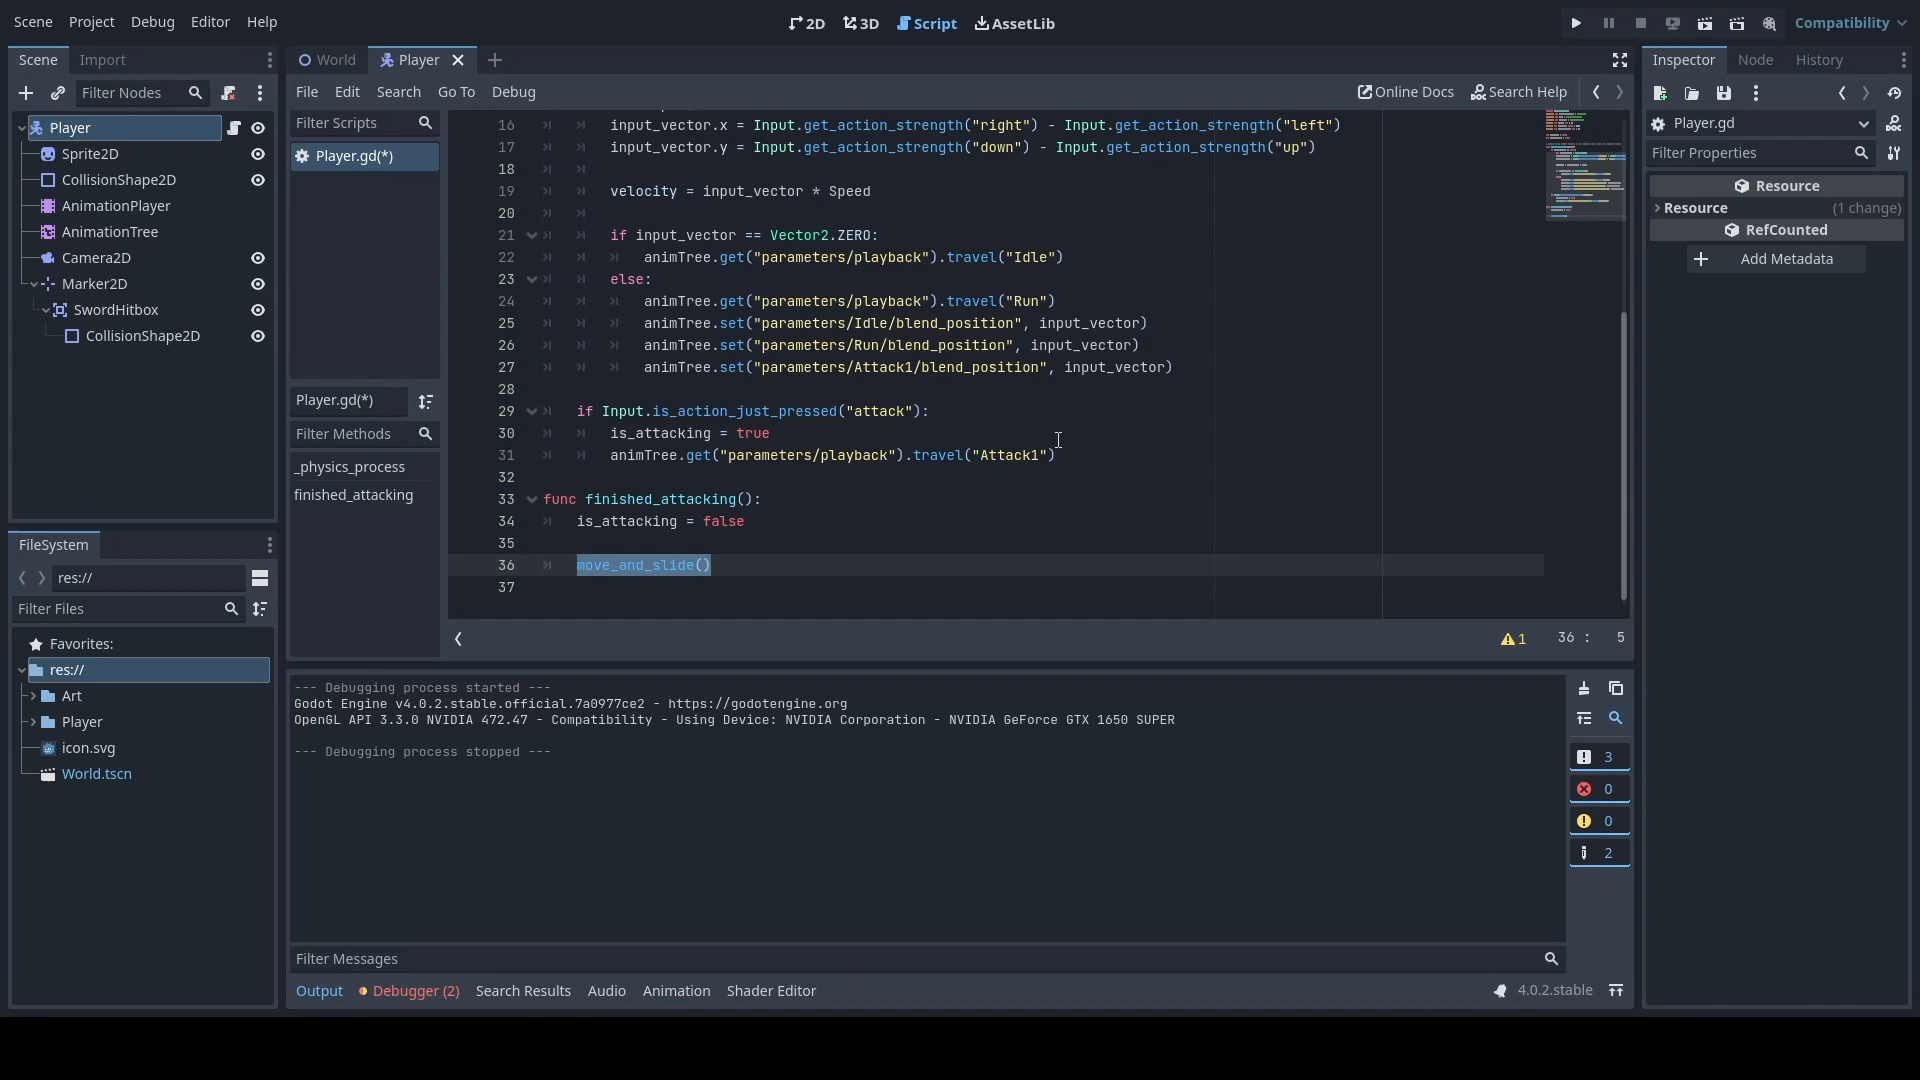 Scene Project Debug Editor Help
2D 3D Script AssetLib
Compatibility
Scene Import
Filter Nodes
Player
Sprite2D
CollisionShape2D
AnimationPlayer
AnimationTree
Camera2D
Marker2D
SwordHitbox
CollisionShape2D
FileSystem
res://
Filter Files
Favorites:
res://
Art
Player
icon.svg
World.tscn
World Player
File Edit Search Go To Debug
Online Docs Search Help
Filter Scripts
Player.gd(*)
Player.gd(*)
Filter Methods
_physics_process
finished_attacking
16 input_vector.x = Input.get_action_strength("right") - Input.get_action_strength("left")
17 input_vector.y = Input.get_action_strength("down") - Input.get_action_strength("up")
18
19 velocity = input_vector * Speed
20
21 if input_vector == Vector2.ZERO:
22 animTree.get("parameters/playback").travel("Idle")
23 else:
24 animTree.get("parameters/playback").travel("Run")
25 animTree.set("parameters/Idle/blend_position", input_vector)
26 animTree.set("parameters/Run/blend_position", input_vector)
27 animTree.set("parameters/Attack1/blend_position", input_vector)
28
29 if Input.is_action_just_pressed("attack"):
30 is_attacking = true
31 animTree.get("parameters/playback").travel("Attack1")
32
33 func finished_attacking():
34 is_attacking = false
35
36 move_and_slide()
37
1 36 : 5
--- Debugging process started ---
Godot Engine v4.0.2.stable.official.7a0977ce2 - https://godotengine.org
OpenGL API 3.3.0 NVIDIA 472.47 - Compatibility - Using Device: NVIDIA Corporation - NVIDIA GeForce GTX 1650 SUPER
--- Debugging process stopped ---
3
0
0
2
Filter Messages
Output Debugger (2) Search Results Audio Animation Shader Editor
4.0.2.stable
Inspector Node History
Player.gd
Filter Properties
Resource
Resource (1 change)
RefCounted
Add Metadata